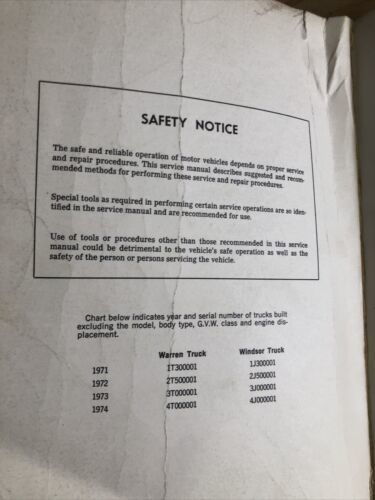 SAFETY NOTICE
The safe and reliable operation of motor vehicles depends on proper service
and repair procedures. This service manual describes suggested and recom-
mended methods for performing these service and repair procedures.
Special tools as required in performing certain service operations are so iden-
tified in the service manual and are recommended for use.
Use of tools or procedures other than those recommended in this service
manual could be detrimental to the vehicle's safe operation as well as the
safety of the person or persons servicing the vehicle.
Chart below indicates year and serial number of trucks built
excluding the model, body type, G.V.W. class and engine dis-
placement.
Warren Truck Windsor Truck
1971 1T300001 1J300001
1972 2T500001 2J500001
1973 3T000001 3J000001
1974 4T000001 4J000001